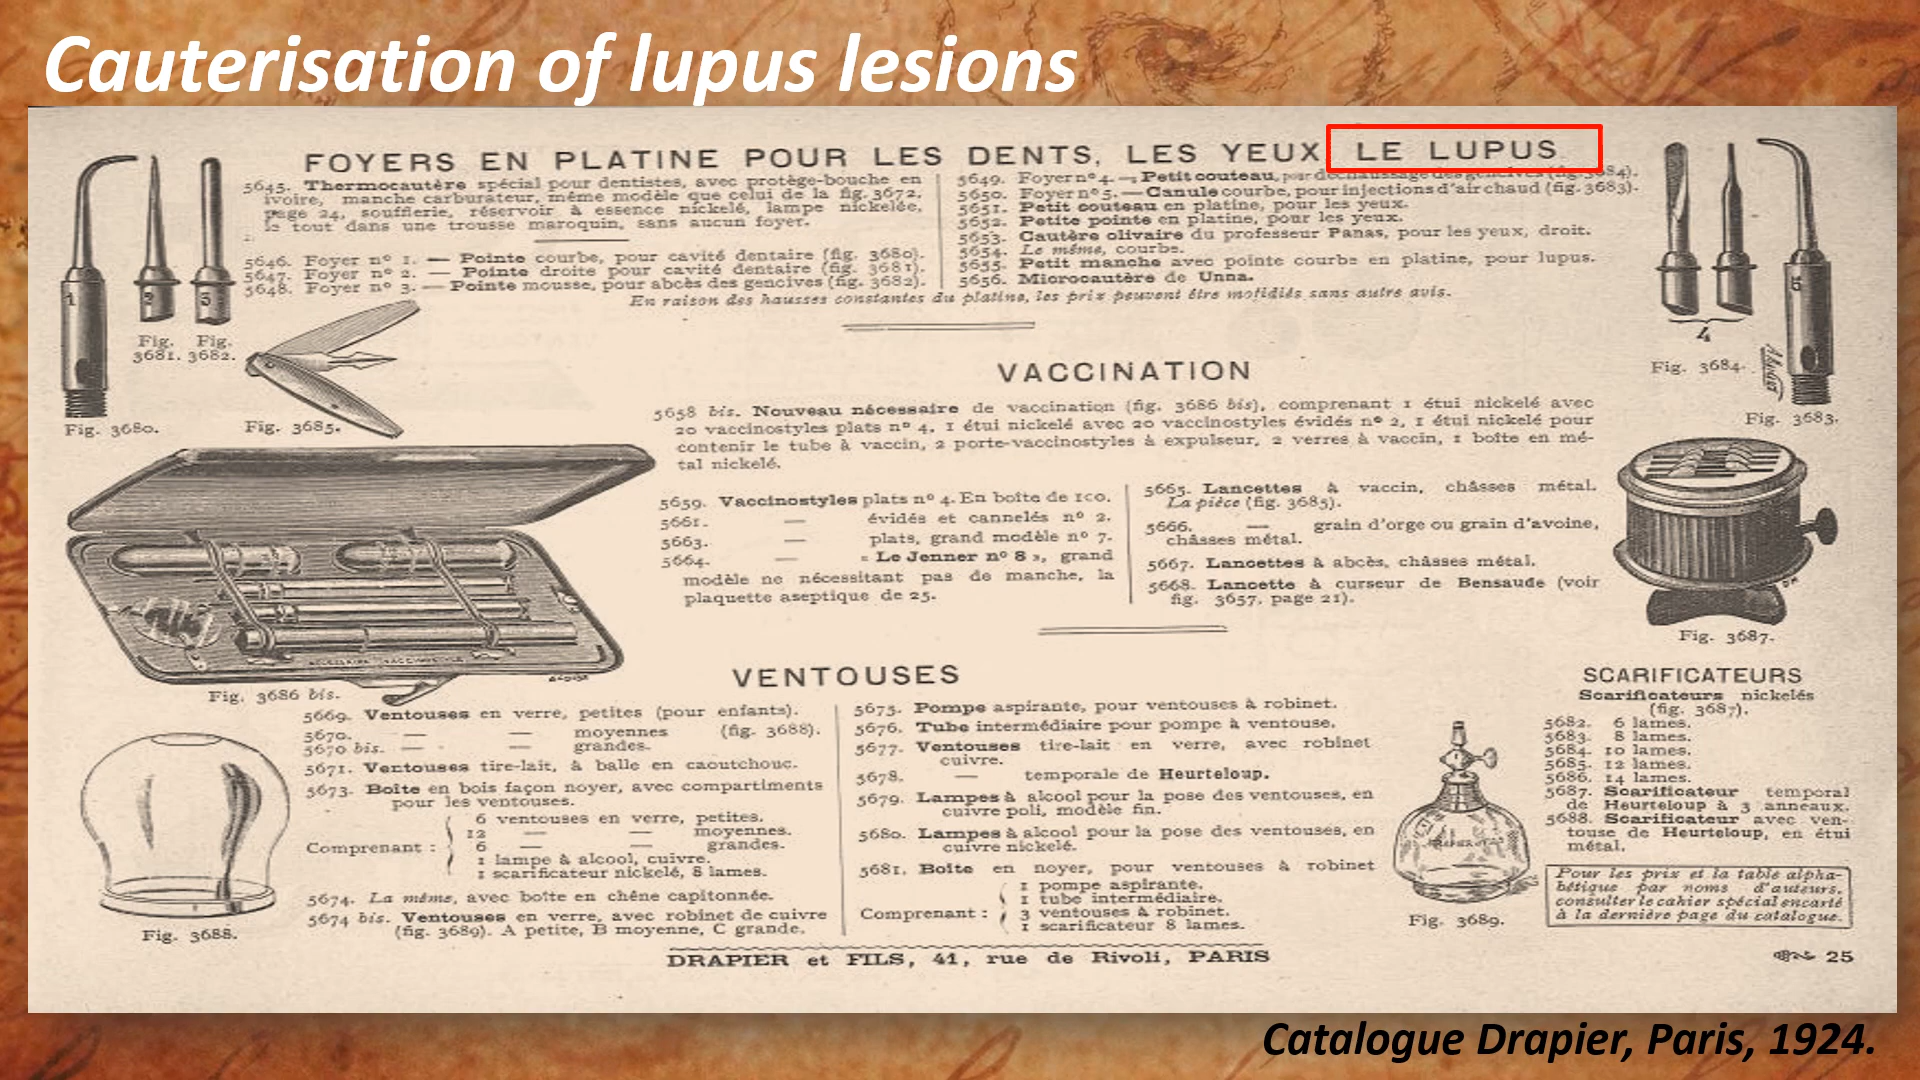 Cauterisation of lupus lesions
FOYERS EN PLATINE POUR LES DENTS, LES YEUX LE LUPUS
5645. Thermocautère spécial pour dentistes, avec protège-bouche en
ivoire, manche carburateur, même modèle que celui de la fig. 3672,
page 24, soufflerie, réservoir à essence nickelé, lampe nickelée,
le tout dans une trousse maroquin, sans aucun foyer.
5646. Foyer nº 1. — Pointe courbe, pour cavité dentaire (fig. 3680).
5647. Foyer nº 2. — Pointe droite pour cavité dentaire (fig. 3681).
5648. Foyer nº 3. — Pointe mousse, pour abcès des gencives (fig. 3682).
5649. Foyer nº 4. — Petit couteau, pour déchaussage des gencives (fig. 3684).
5650. Foyer nº 5. — Canule courbe, pour injections d'air chaud (fig. 3683).
5651. Petit couteau en platine, pour les yeux.
5652. Petite pointe en platine, pour les yeux.
5653. Cautère olivaire du professeur Panas, pour les yeux, droit.
5654. Le même, courbe.
5655. Petit manche avec pointe courbe en platine, pour lupus.
5656. Microcautère de Unna.
En raison des hausses constantes du platine, les prix peuvent être mofidiés sans autre avis.
1
2
3
4
5
Fig. 3680.
Fig. 3681.
Fig. 3682.
Fig. 3685.
Fig. 3684.
Fig. 3683.
VACCINATION
5658 bis. Nouveau nécessaire de vaccination (fig. 3686 bis), comprenant 1 étui nickelé avec
20 vaccinostyles plats nº 4, 1 étui nickelé avec 20 vaccinostyles évidés nº 2, 1 étui nickelé pour
contenir le tube à vaccin, 2 porte-vaccinostyles à expulseur, 2 verres à vaccin, 1 boîte en mé-
tal nickelé.
5659. Vaccinostyles plats nº 4. En boîte de 100.
5661. — évidés et cannelés nº 2.
5663. — plats, grand modèle nº 7.
5664. — « Le Jenner nº 8 », grand
modèle ne nécessitant pas de manche, la
plaquette aseptique de 25.
5665. Lancettes à vaccin, châsses métal.
La pièce (fig. 3685).
5666. — grain d'orge ou grain d'avoine,
châsses métal.
5667. Lancettes à abcès, châsses métal.
5668. Lancette à curseur de Bensaude (voir
fig. 3657, page 21).
Fig. 3686 bis.
Fig. 3687.
VENTOUSES
5669. Ventouses en verre, petites (pour enfants).
5670. — — moyennes (fig. 3688).
5670 bis. — — grandes.
5671. Ventouses tire-lait, à balle en caoutchouc.
5673. Boîte en bois façon noyer, avec compartiments
pour les ventouses.
Comprenant :
6 ventouses en verre, petites.
12 — — moyennes.
6 — — grandes.
1 lampe à alcool, cuivre.
1 scarificateur nickelé, 8 lames.
5674. La même, avec boîte en chêne capitonnée.
5674 bis. Ventouses en verre, avec robinet de cuivre
(fig. 3689). A petite, B moyenne, C grande.
5675. Pompe aspirante, pour ventouses à robinet.
5676. Tube intermédiaire pour pompe à ventouse.
5677. Ventouses tire-lait en verre, avec robinet
cuivre.
5678. — temporale de Heurteloup.
5679. Lampes à alcool pour la pose des ventouses, en
cuivre poli, modèle fin.
5680. Lampes à alcool pour la pose des ventouses, en
cuivre nickelé.
5681. Boîte en noyer, pour ventouses à robinet
Comprenant :
1 pompe aspirante.
1 tube intermédiaire.
3 ventouses à robinet.
1 scarificateur 8 lames.
Fig. 3688.
Fig. 3689.
SCARIFICATEURS
Scarificateurs nickelés
(fig. 3687).
5682. 6 lames.
5683. 8 lames.
5684. 10 lames.
5685. 12 lames.
5686. 14 lames.
5687. Scarificateur temporal
de Heurteloup à 3 anneaux.
5688. Scarificateur avec ven-
touse de Heurteloup, en étui
métal.
Pour les prix et la table alpha-
bétique par noms d'auteurs,
consulter le cahier spécial encarté
à la dernière page du catalogue.
DRAPIER et FILS, 41, rue de Rivoli, PARIS
25
Catalogue Drapier, Paris, 1924.